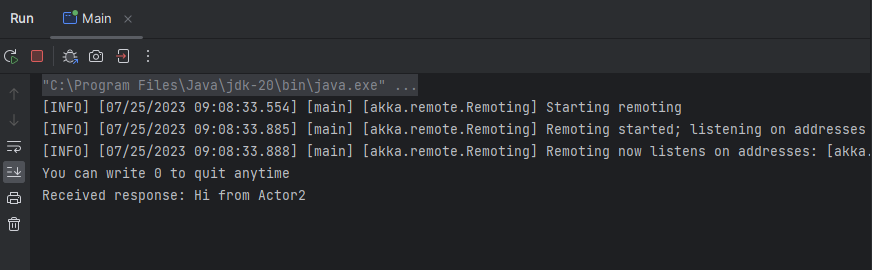 Run Main
"C:\Program Files\Java\jdk-20\bin\java.exe" ...
[INFO] [07/25/2023 09:08:33.554] [main] [akka.remote.Remoting] Starting remoting
[INFO] [07/25/2023 09:08:33.885] [main] [akka.remote.Remoting] Remoting started; listening on addresses
[INFO] [07/25/2023 09:08:33.888] [main] [akka.remote.Remoting] Remoting now listens on addresses: [akka.
You can write 0 to quit anytime
Received response: Hi from Actor2